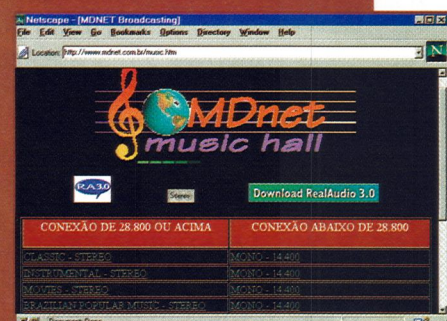 Netscape - [MDNET Broadcasting]
File Edit View Go Bookmarks Options Directory Window Help
Location: http://www.mdnet.com.br/music.htm
N
MDnet
music hall
RA3.0
Stereo
Download RealAudio 3.0
CONEXÃO DE 28.800 OU ACIMA
CONEXÃO ABAIXO DE 28.800
CLASSIC - STEREO
MONO - 14.400
INSTRUMENTAL - STEREO
MONO - 14.400
MOVIES - STEREO
MONO - 14.400
BRAZILIAN POPULAR MUSIC - STEREO
MONO - 14.400
Document: Done